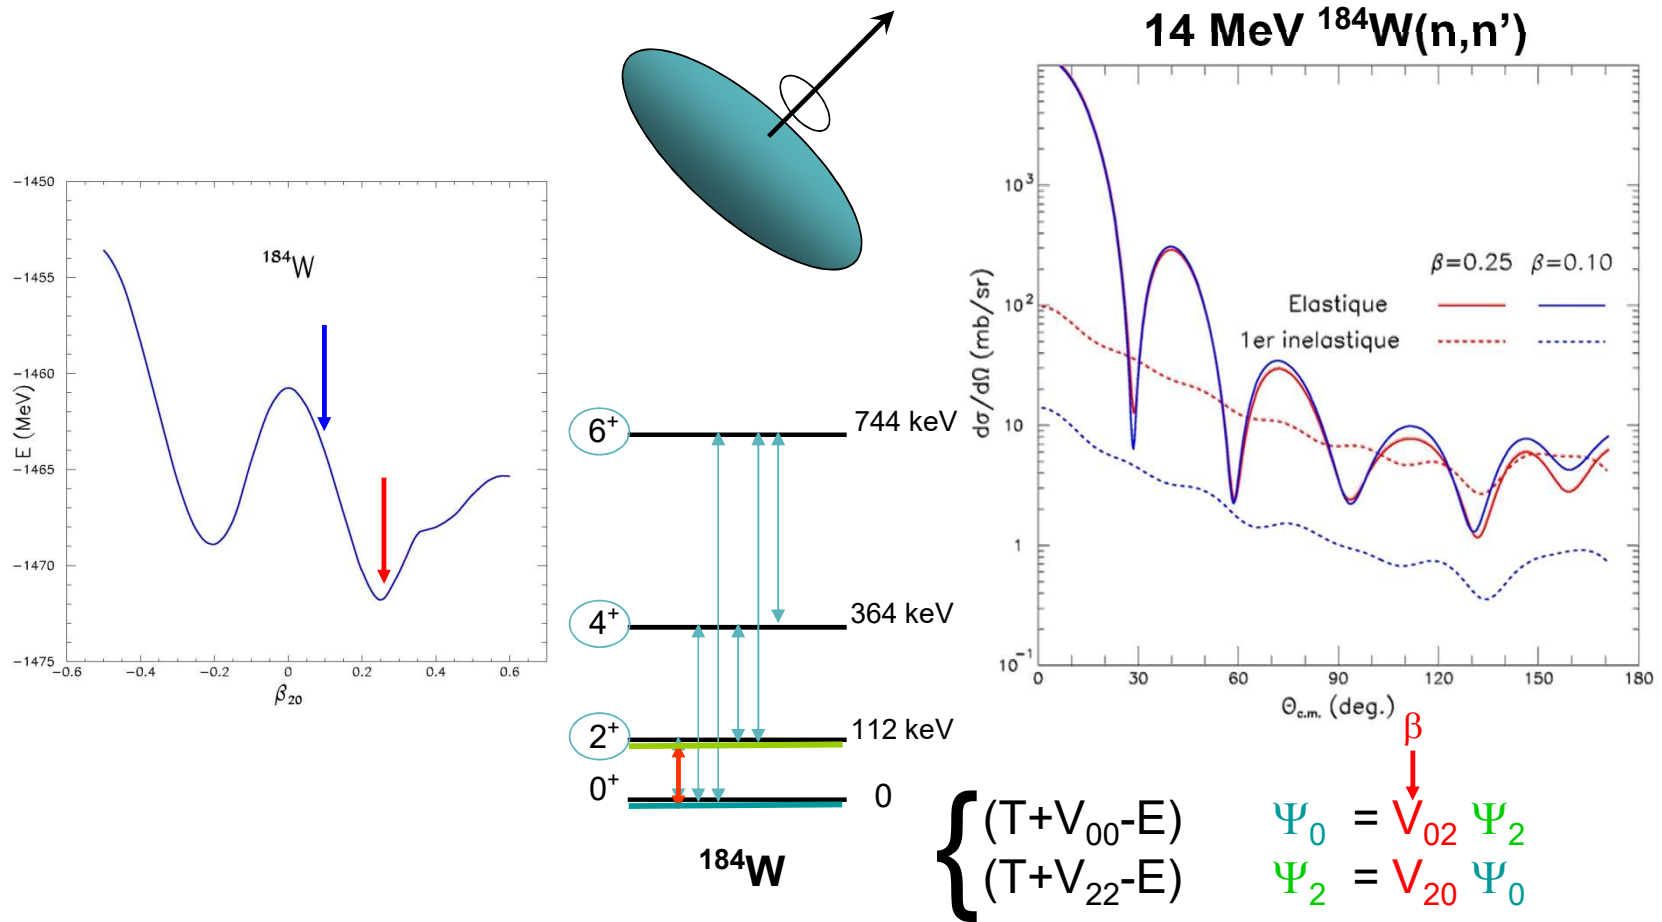 14 MeV ¹⁸⁴W(n,n’)
−1450
−1455
−1460
−1465
−1470
−1475
E (MeV)
¹⁸⁴W
−0.6 −0.4 −0.2 0 0.2 0.4 0.6
β₂₀
6⁺ 744 keV
4⁺ 364 keV
2⁺ 112 keV
0⁺ 0
¹⁸⁴W
10³
10²
10
1
10⁻¹
dσ/dΩ (mb/sr)
β=0.25 β=0.10
Elastique
1er inelastique
0 30 60 90 120 150 180
Θc.m. (deg.)
β
{ (T+V₀₀-E) Ψ₀ = V₀₂ Ψ₂
(T+V₂₂-E) Ψ₂ = V₂₀ Ψ₀